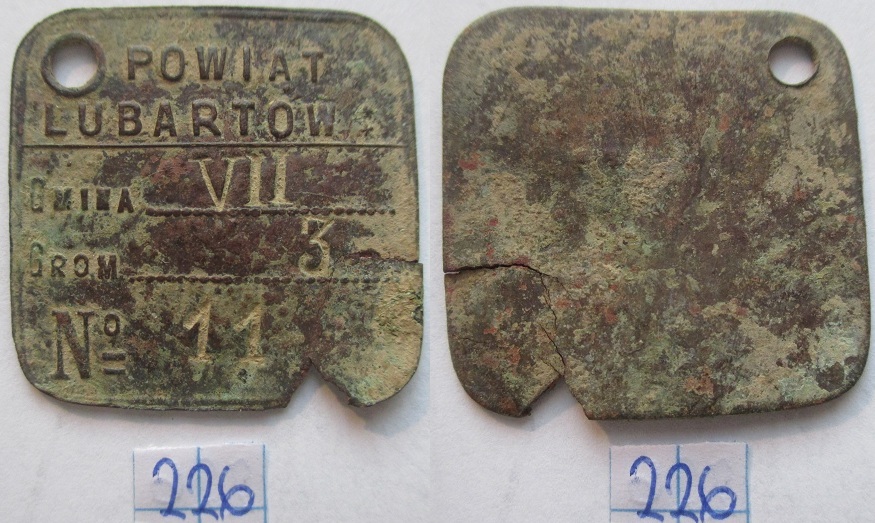 POWIAT
LUBARTOW.
GMINA VII
GROM. 3
No 11
226
226